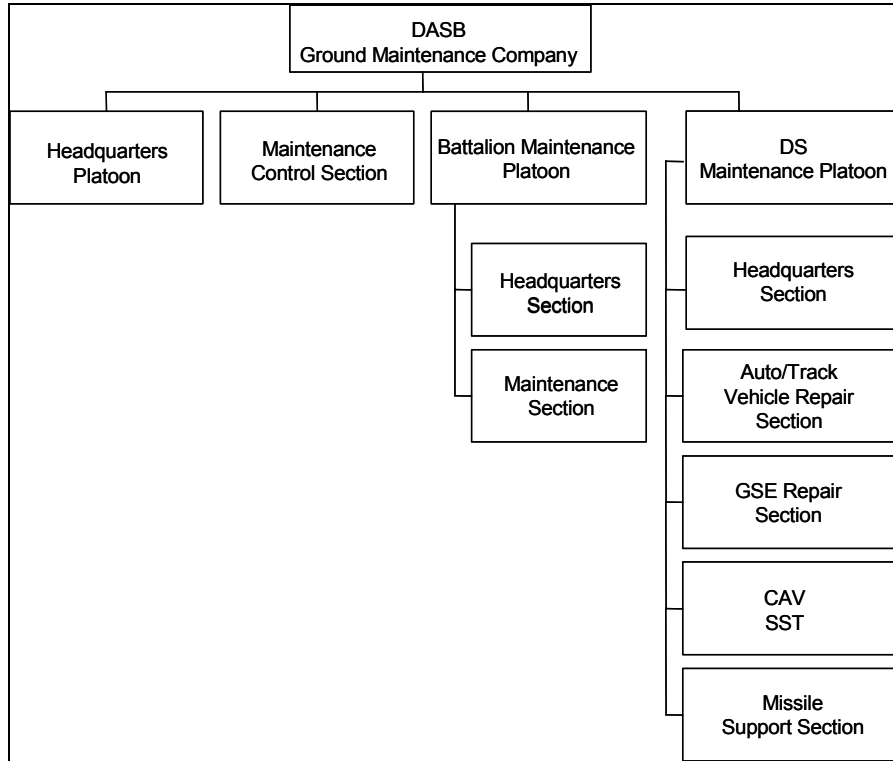 DASB
Ground Maintenance Company
Headquarters
Platoon
Maintenance
Control Section
Battalion Maintenance
Platoon
DS
Maintenance Platoon
Headquarters
Section
Maintenance
Section
Headquarters
Section
Auto/Track
Vehicle Repair
Section
GSE Repair
Section
CAV
SST
Missile
Support Section